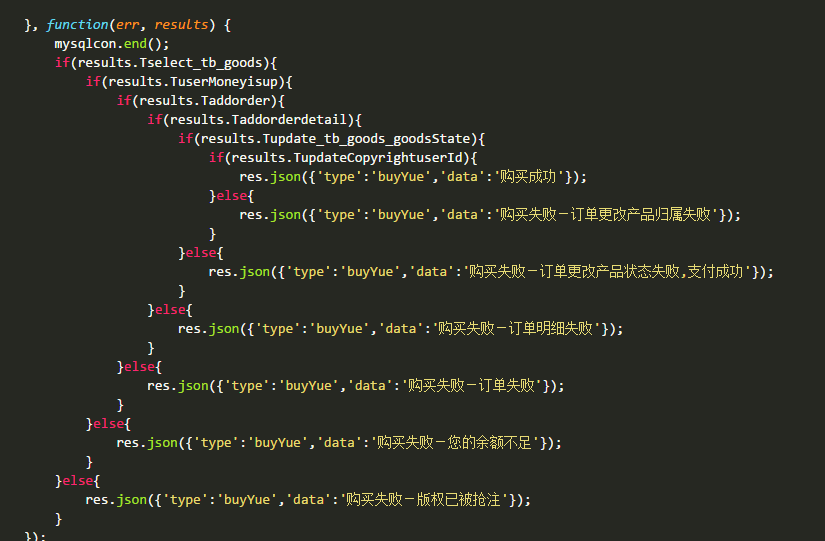 }, function(err, results) {
    mysqlcon.end();
    if(results.Tselect_tb_goods){
        if(results.TuserMoneyisup){
            if(results.Taddorder){
                if(results.Taddorderdetail){
                    if(results.Tupdate_tb_goods_goodsState){
                        if(results.TupdateCopyrightuserId){
                            res.json({'type':'buyYue','data':'购买成功'});
                        }else{
                            res.json({'type':'buyYue','data':'购买失败－订单更改产品归属失败'});
                        }
                    }else{
                        res.json({'type':'buyYue','data':'购买失败－订单更改产品状态失败,支付成功'});
                    }
                }else{
                    res.json({'type':'buyYue','data':'购买失败－订单明细失败'});
                }
            }else{
                res.json({'type':'buyYue','data':'购买失败－订单失败'});
            }
        }else{
            res.json({'type':'buyYue','data':'购买失败－您的余额不足'});
        }
    }else{
        res.json({'type':'buyYue','data':'购买失败－版权已被抢注'});
    }
});